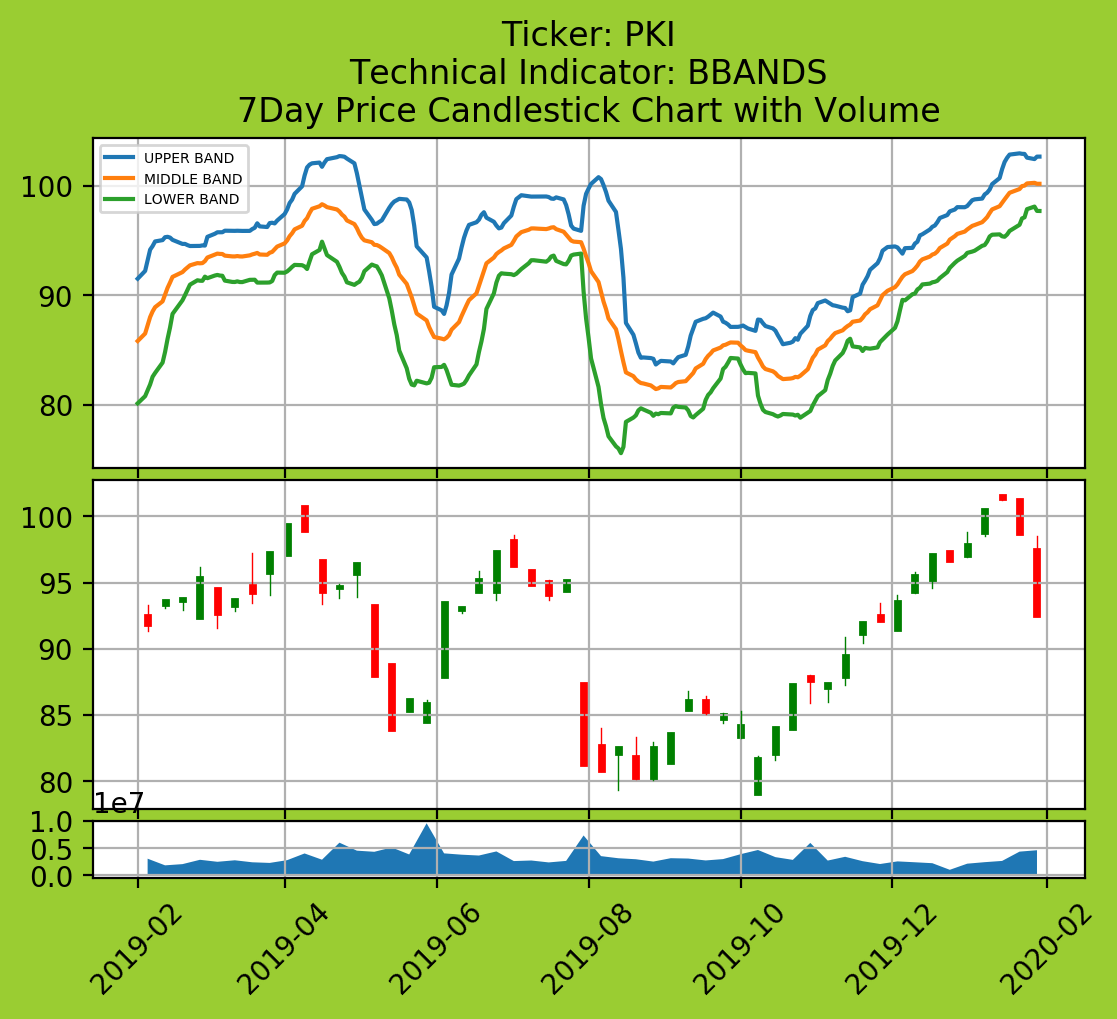 Ticker: PKI
Technical Indicator: BBANDS
7Day Price Candlestick Chart with Volume
UPPER BAND
MIDDLE BAND
LOWER BAND
100
90
80
100
95
90
85
80
1e7
1.0
0.5
0.0
2019-02
2019-04
2019-06
2019-08
2019-10
2019-12
2020-02